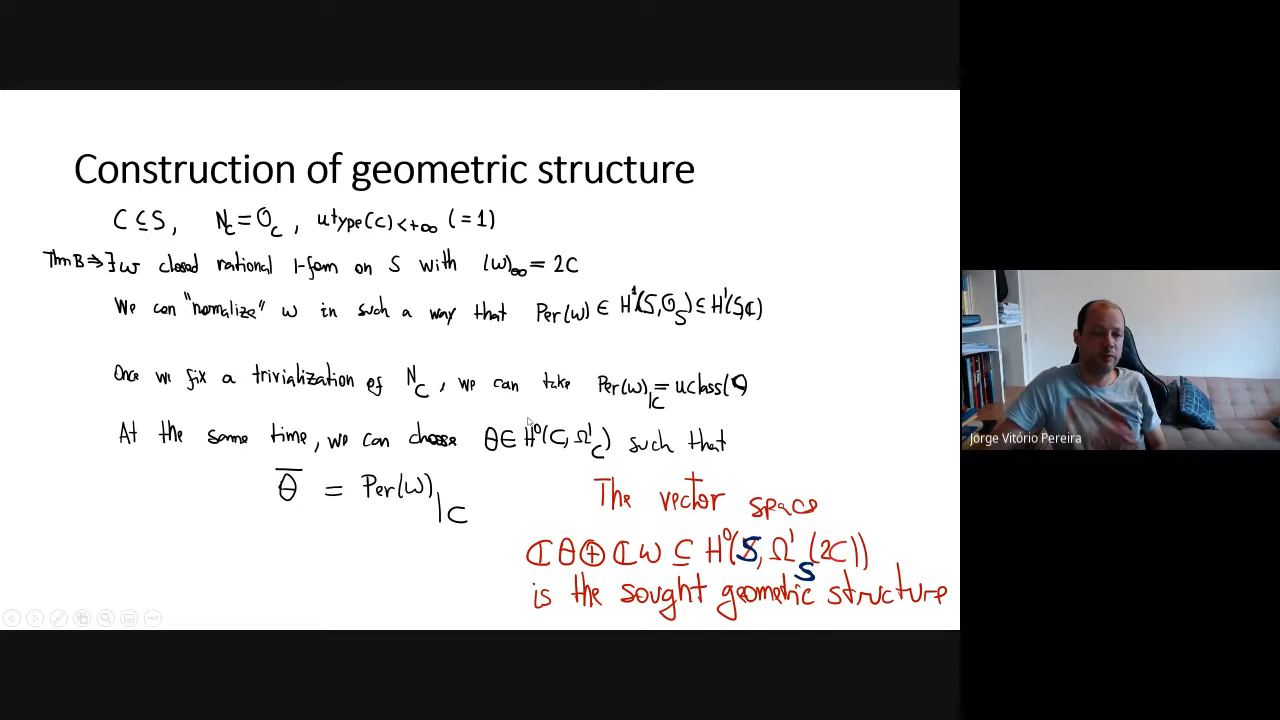 Construction of geometric structure
C ⊆ S, N_C = O_C, utype(C) < +∞ (=1)
Thm B ⇒ ∃ ω closed rational 1-form on S with (ω)_∞ = 2C
We can "normalize" ω in such a way that Per(ω) ∈ H¹(S, O_S) ⊆ H¹(S, ℂ)
Once we fix a trivialization of N_C, we can take Per(ω)|_C = uclass(C)
At the same time, we can choose θ ∈ H⁰(C, Ω¹_C) such that
θ̄ = Per(ω)|_C
The vector space
ℂθ ⊕ ℂω ⊆ H⁰(S, Ω¹_S(2C))
is the sought geometric structure
Jorge Vitório Pereira